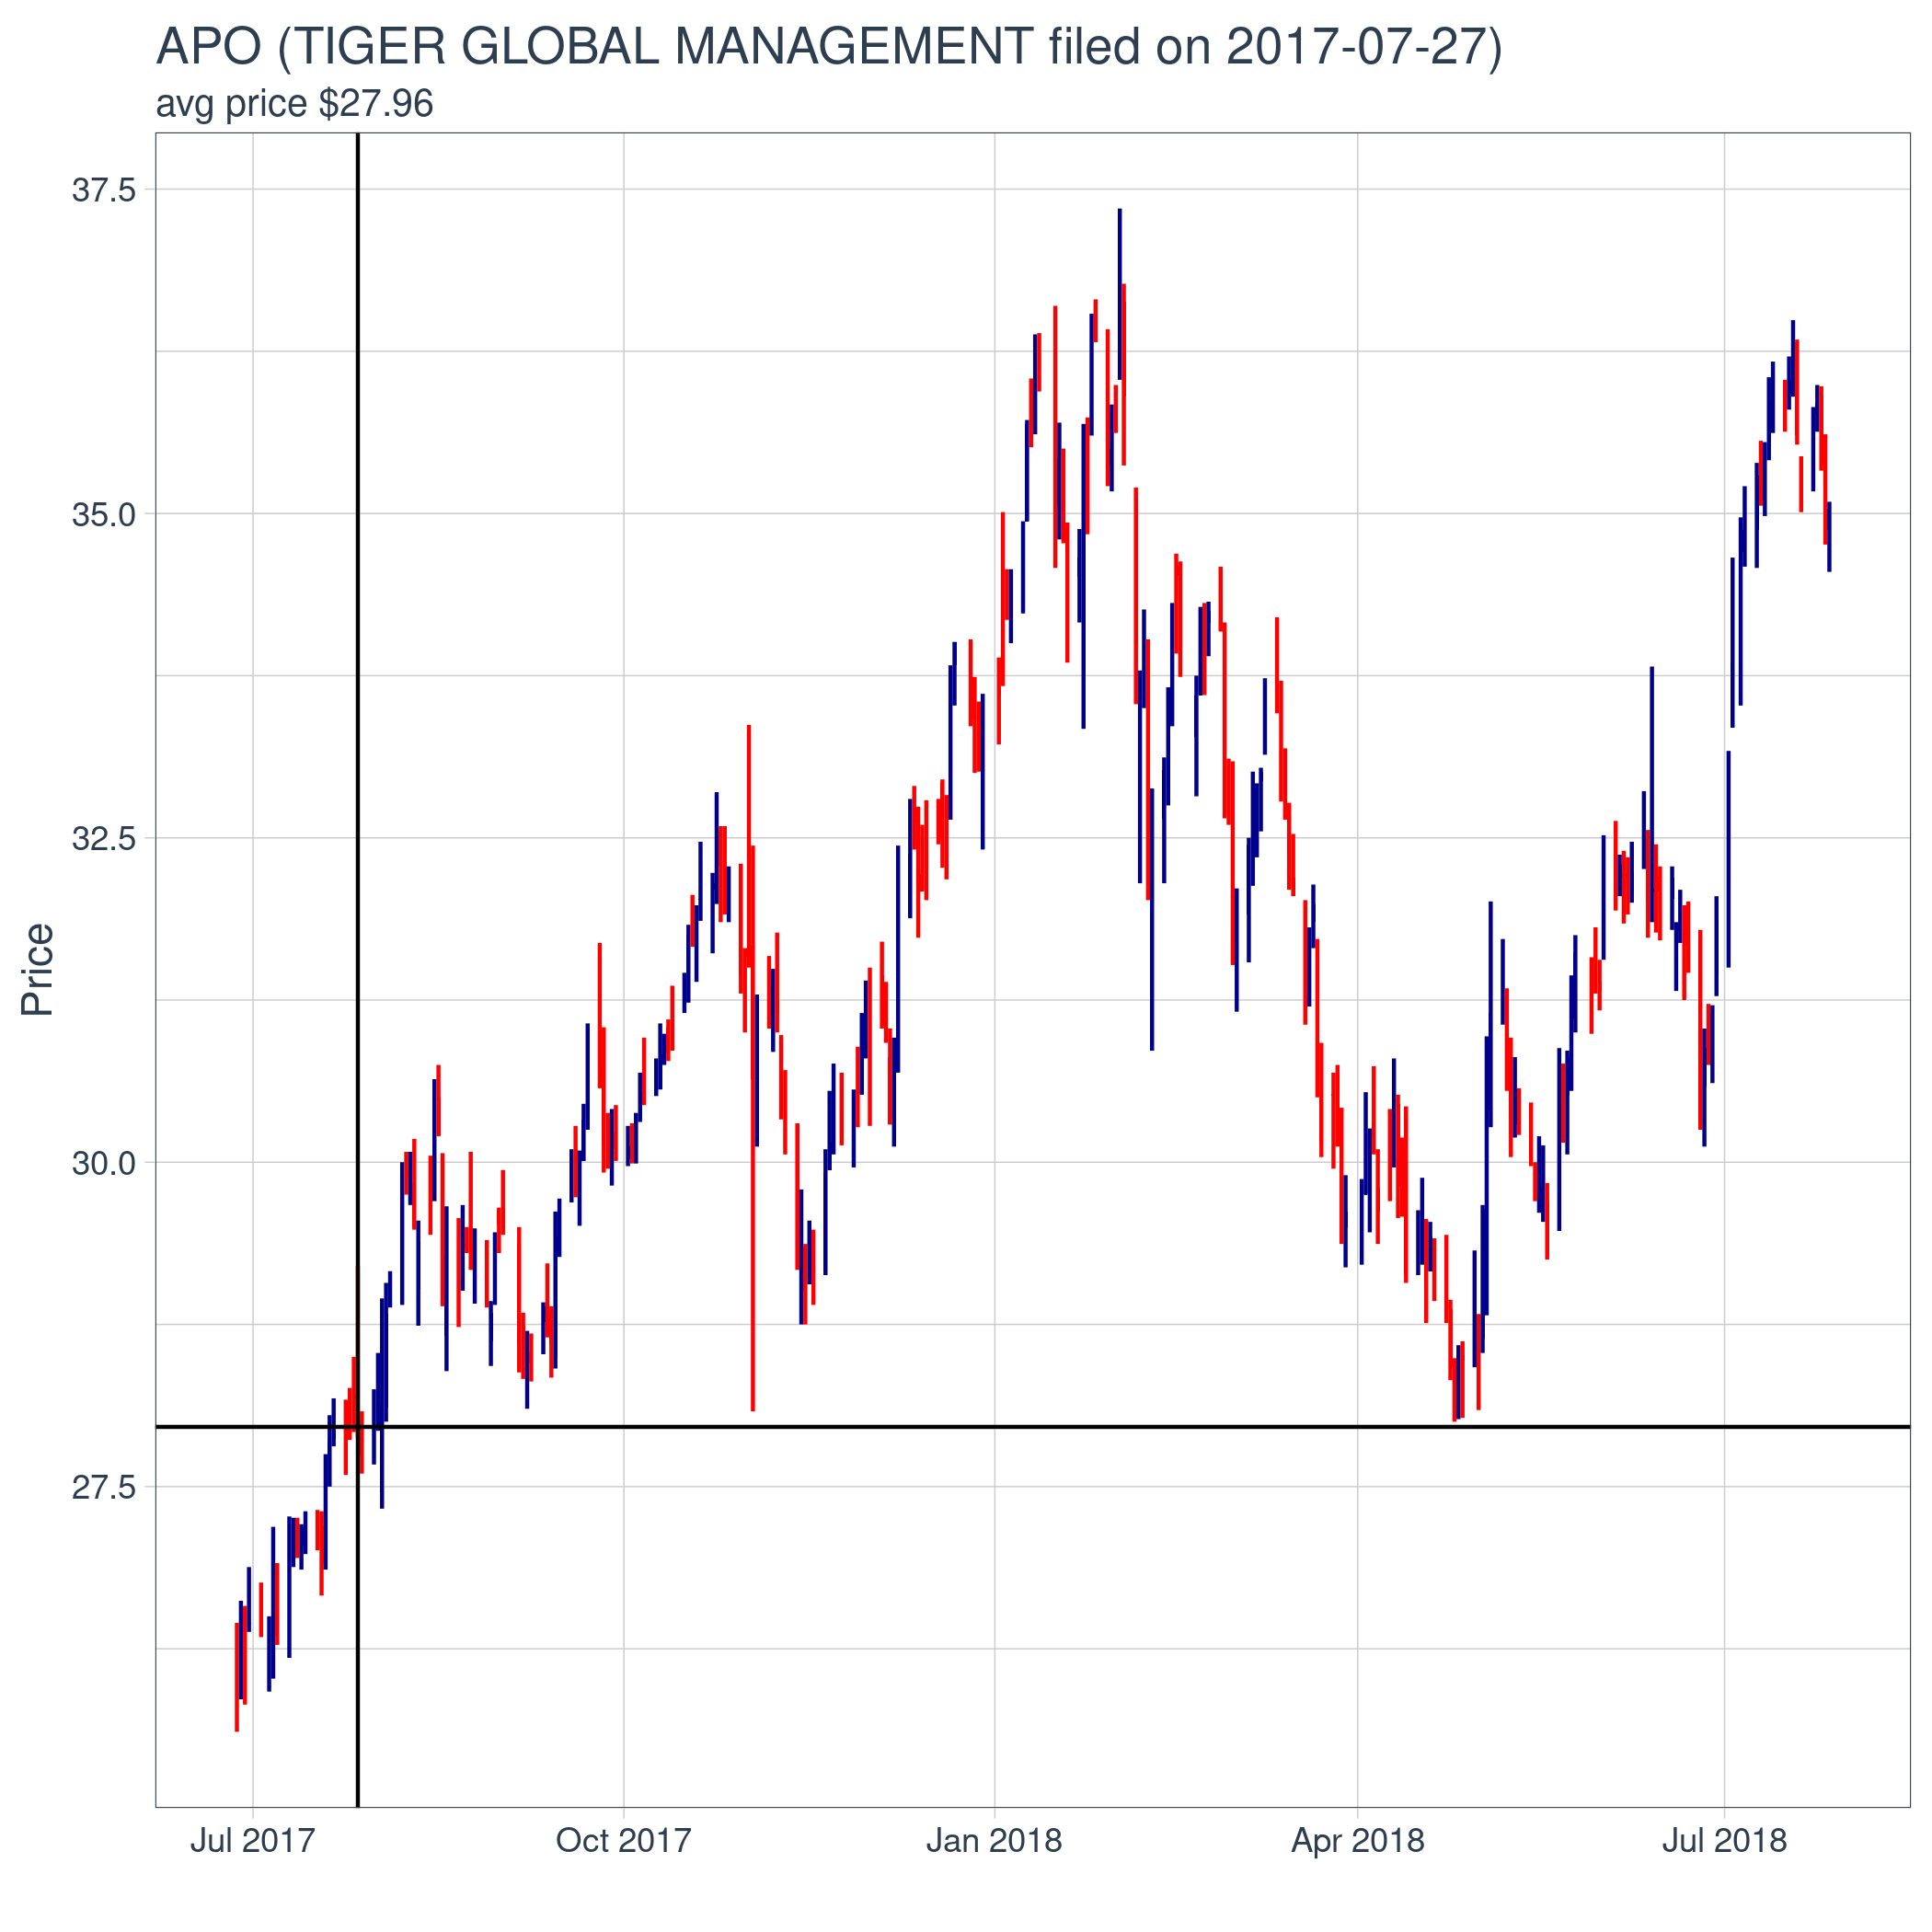 APO (TIGER GLOBAL MANAGEMENT filed on 2017-07-27)
avg price $27.96
37.5
35.0
32.5
30.0
27.5
Price
Jul 2017
Oct 2017
Jan 2018
Apr 2018
Jul 2018